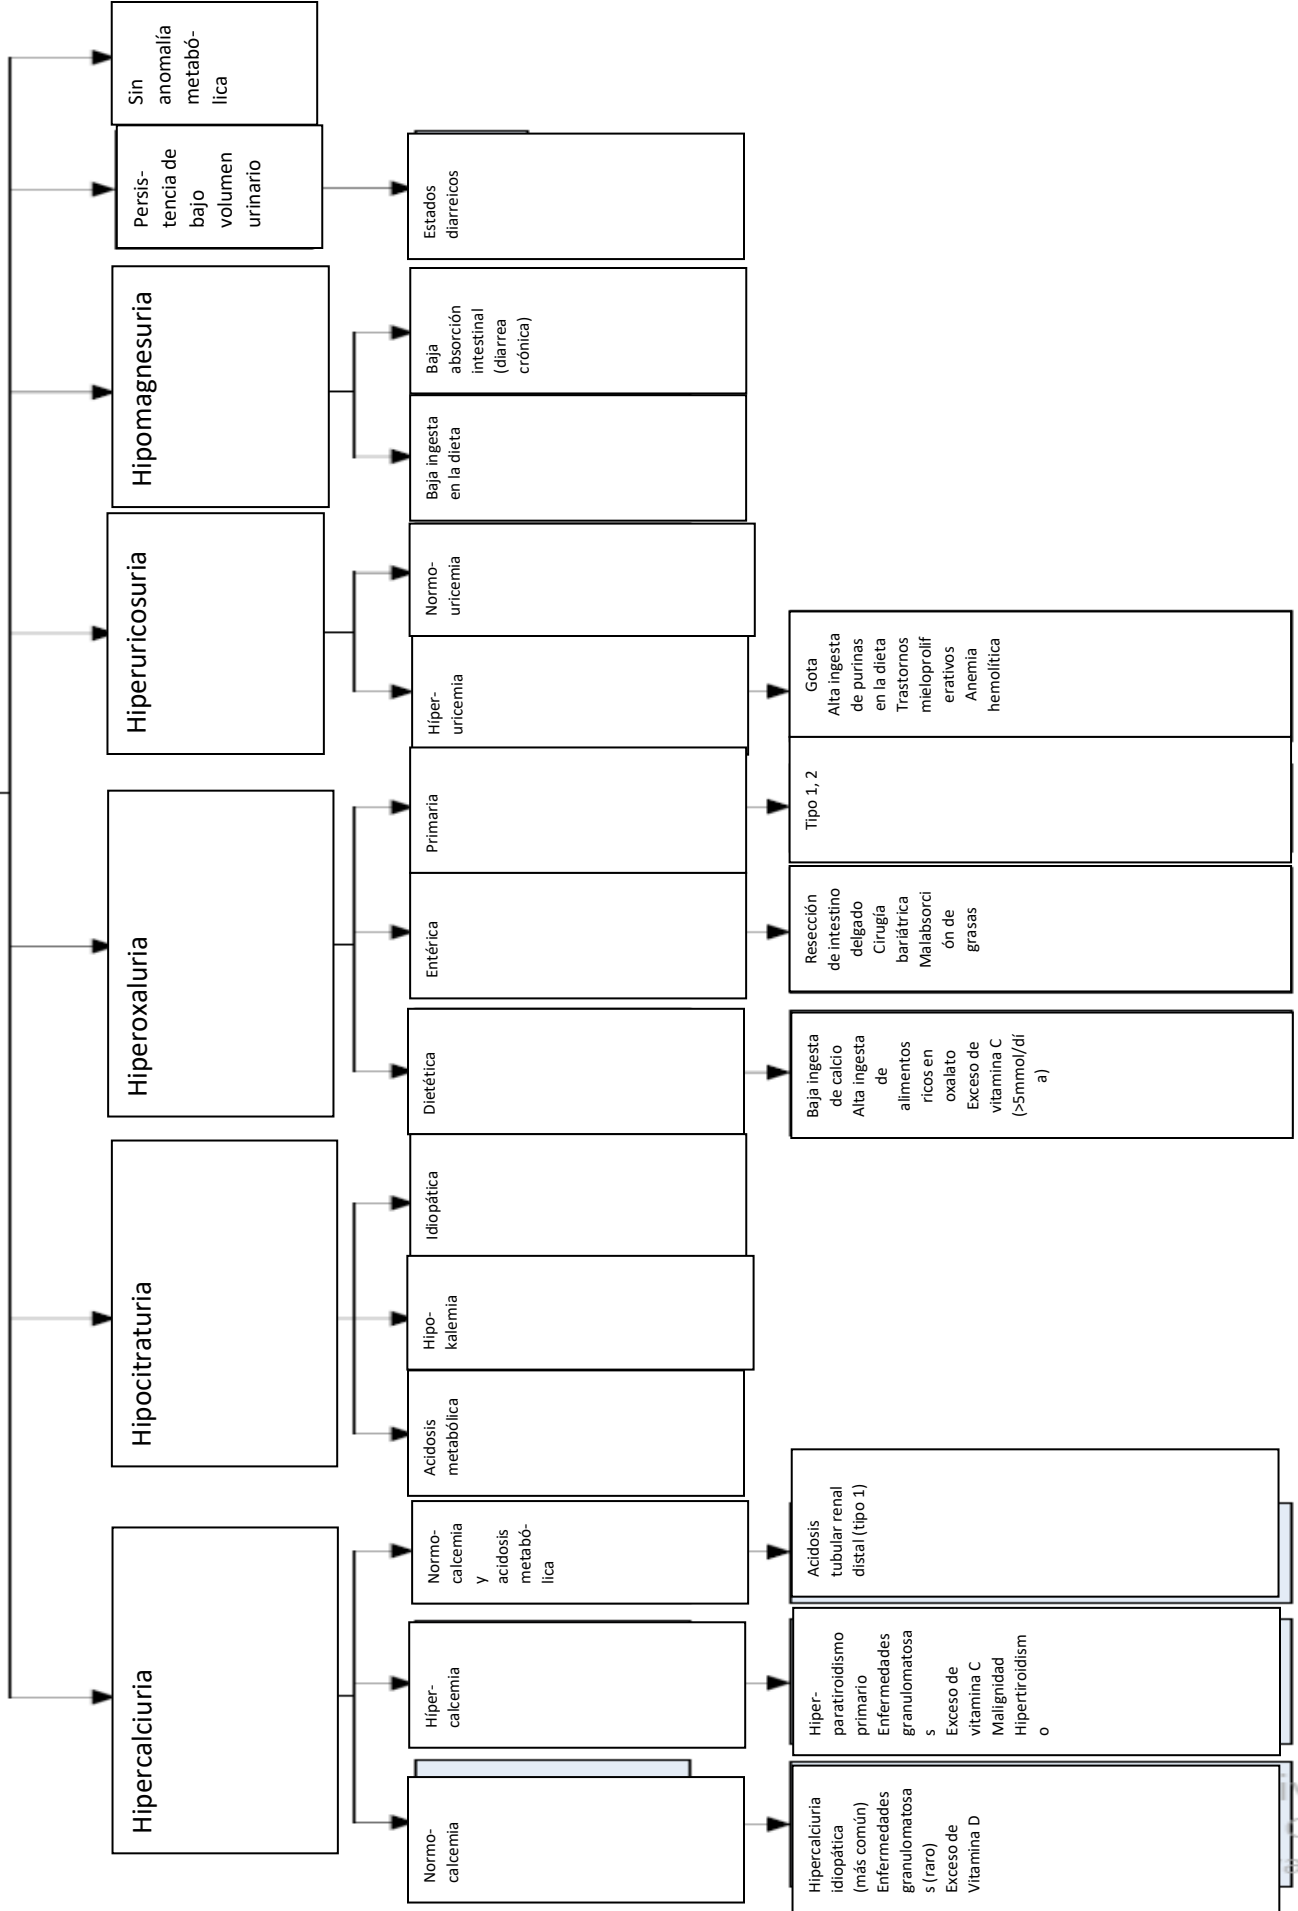 Hipercalciuria
Hipocitraturia
Hiperoxaluria
Hiperuricosuria
Hipomagnesuria
Persis-
tencia de
bajo
volumen
urinario
Sin
anomalía
metabó-
lica
Normo-
calcemia
Híper-
calcemia
Normo-
calcemia
y
acidosis
metabó-
lica
Acidosis
metabólica
Hipo-
kalemia
Idiopática
Dietética
Entérica
Primaria
Híper-
uricemia
Normo-
uricemia
Baja ingesta
en la dieta
Baja
absorción
intestinal
(diarrea
crónica)
Estados
diarreicos
Hipercalciuria
idiopática
(más común)
Enfermedades
granulomatosa
s (raro)
Exceso de
Vitamina D
Hiper-
paratiroidismo
primario
Enfermedades
granulomatosa
s
Exceso de
vitamina C
Malignidad
Hipertiroidism
o
Acidosis
tubular renal
distal (tipo 1)
Baja ingesta
de calcio
Alta ingesta
de
alimentos
ricos en
oxalato
Exceso de
vitamina C
(>5mmol/dí
a)
Resección
de intestino
delgado
Cirugía
bariátrica
Malabsorci
ón de
grasas
Tipo 1, 2
Gota
Alta ingesta
de purinas
en la dieta
Trastornos
mieloprolif
erativos
Anemia
hemolítica